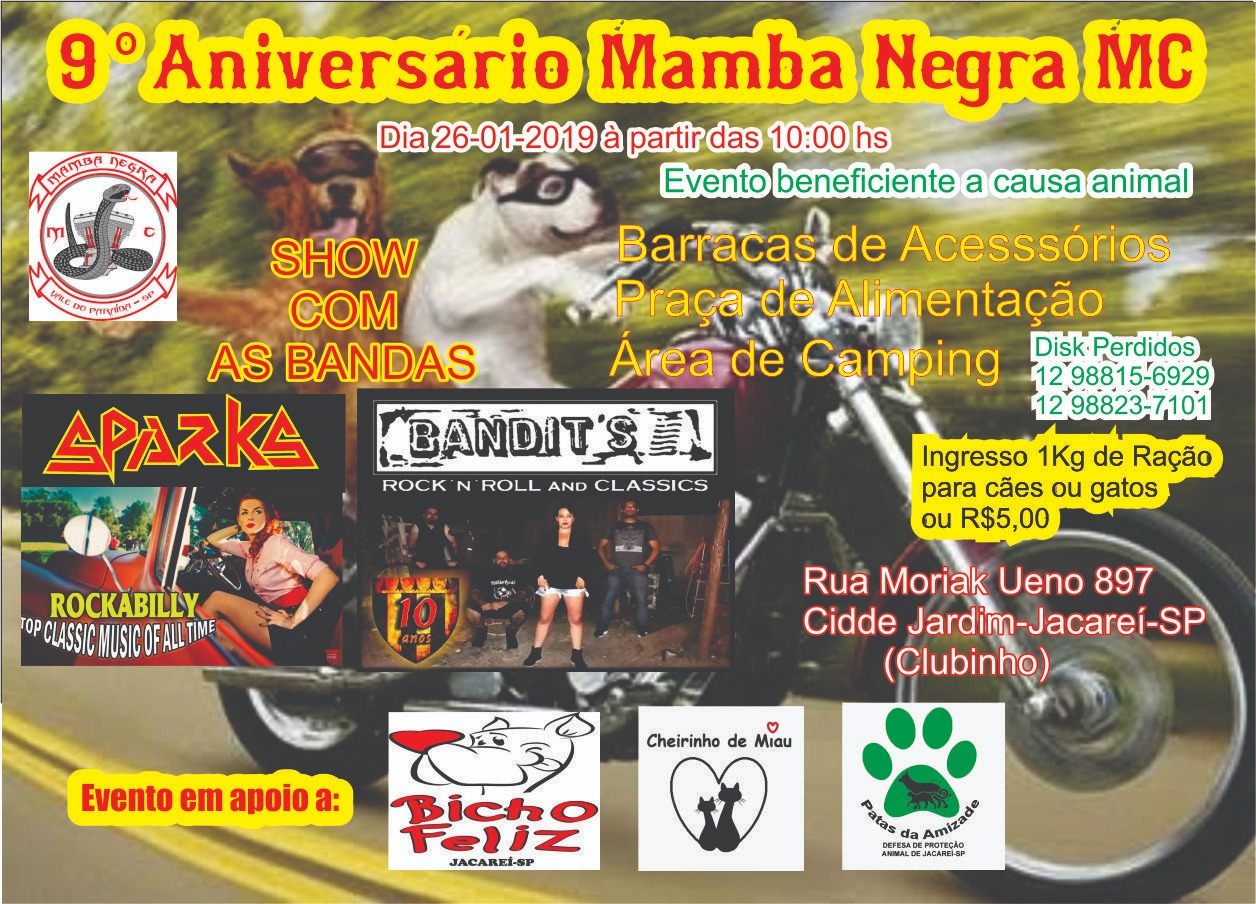 9º Aniversário Mamba Negra MC
Dia 26-01-2019 à partir das 10:00 hs
Evento beneficiente a causa animal
MAMBA NEGRA
M C
VALE DO PARAÍBA - SP
SHOW
COM
AS BANDAS
Barracas de Acesssórios
Praça de Alimentação
Área de Camping
Disk Perdidos
12 98815-6929
12 98823-7101
SPARKS
ROCKABILLY
TOP CLASSIC MUSIC OF ALL TIME
BANDIT'S
ROCK´N´ROLL AND CLASSICS
10
anos
Ingresso 1Kg de Ração
para cães ou gatos
ou R$5,00
Rua Moriak Ueno 897
Cidde Jardim-Jacareí-SP
(Clubinho)
Evento em apoio a:
Bicho
Feliz
JACAREÍ-SP
Cheirinho de Miau
Patas da Amizade
DEFESA DE PROTEÇÃO
ANIMAL DE JACAREÍ-SP